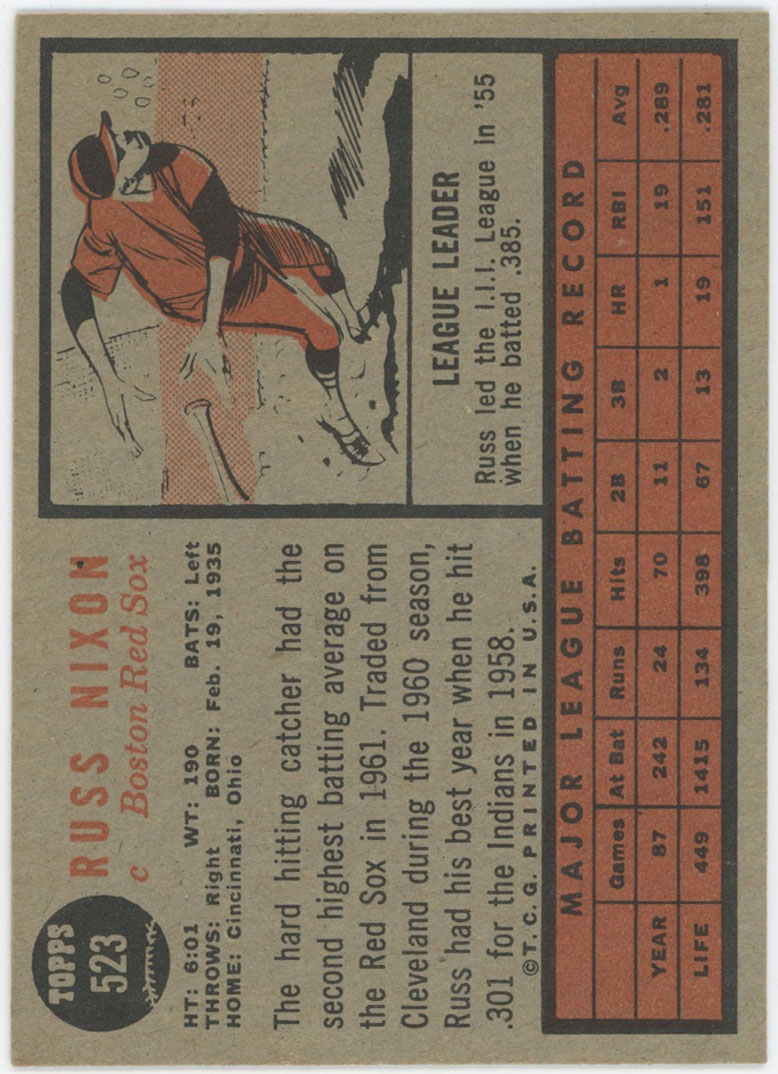 TOPPS
523
RUSS NIXON
c Boston Red Sox
HT: 6:01 WT: 190 BATS: Left
THROWS: Right BORN: Feb. 19, 1935
HOME: Cincinnati, Ohio
The hard hitting catcher had the
second highest batting average on
the Red Sox in 1961. Traded from
Cleveland during the 1960 season,
Russ had his best year when he hit
.301 for the Indians in 1958.
©T.C.G. PRINTED IN U.S.A.
LEAGUE LEADER
Russ led the I.I.I. League in '55
when he batted .385.
MAJOR LEAGUE BATTING RECORD
Games At Bat Runs Hits 2B 3B HR RBI Avg
YEAR 87 242 24 70 11 2 1 19 .289
LIFE 449 1415 134 398 67 13 19 151 .281